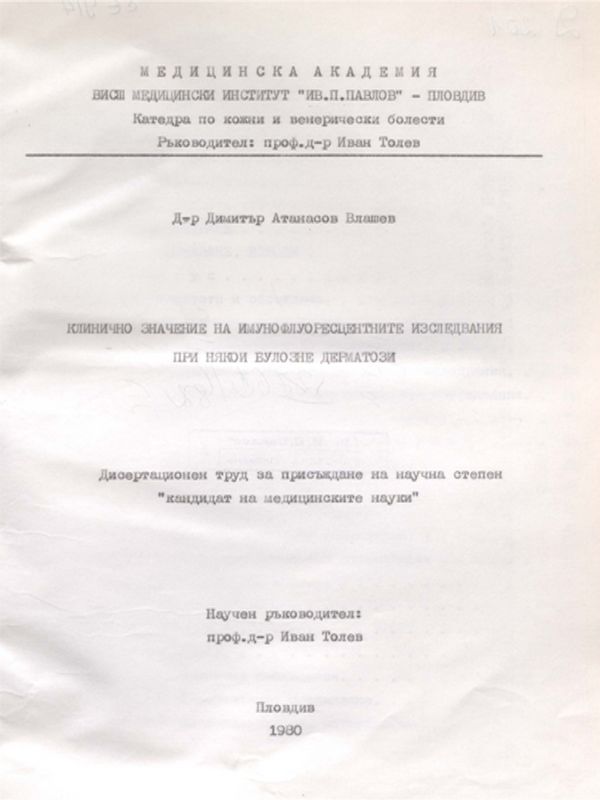 МЕДИЦИНСКА АКАДЕМИЯ
ВИСШ МЕДИЦИНСКИ ИНСТИТУТ "ИВ.П.ПАВЛОВ" - ПЛОВДИВ
Катедра по кожни и венерически болести
Ръководител: проф.д-р Иван Толев
Д-р Димитър Атанасов Влашев
КЛИНИЧНО ЗНАЧЕНИЕ НА ИМУНОФЛУОРЕСЦЕНТНИТЕ ИЗСЛЕДВАНИЯ
ПРИ НЯКОИ БУЛОЗНЕ ДЕРМАТОЗИ
Дисертационен труд за присъждане на научна степен
"кандидат на медицинските науки"
Научен ръководител:
проф.д-р Иван Толев
Пловдив
1980